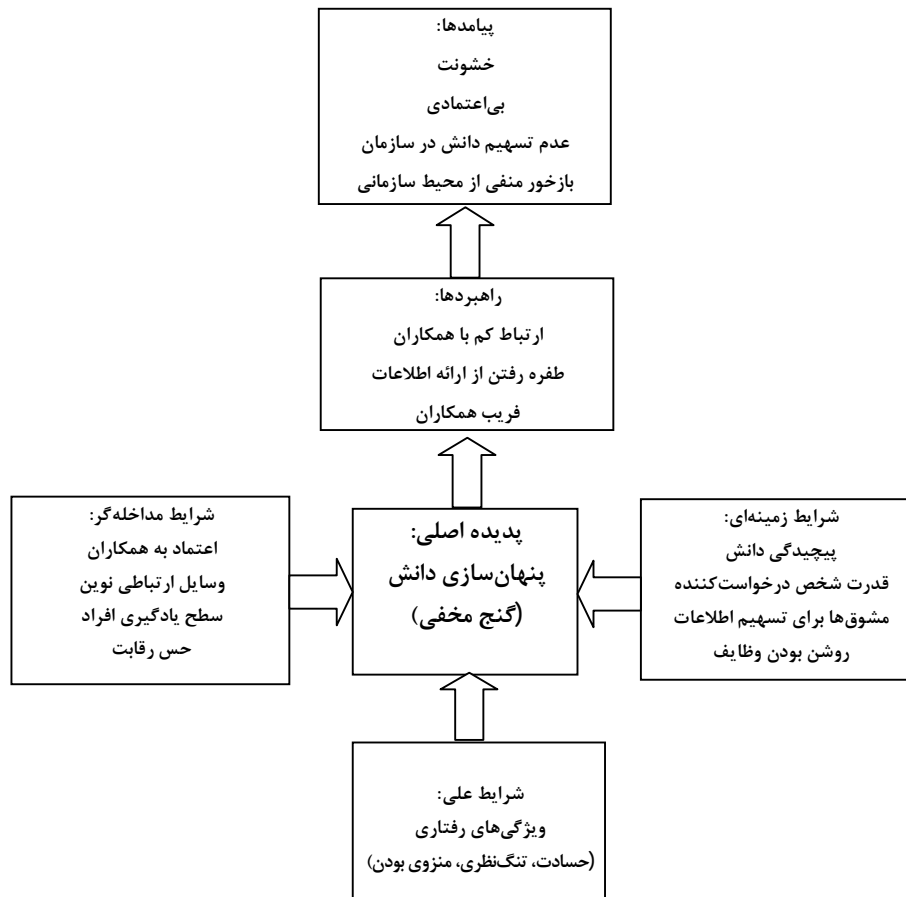 پیامدها:
خشونت
بی‌اعتمادی
عدم تسهیم دانش در سازمان
بازخور منفی از محیط سازمانی
راهبردها:
ارتباط کم با همکاران
طفره رفتن از ارائه اطلاعات
فریب همکاران
شرایط زمینه‌ای:
پیچیدگی دانش
قدرت شخص درخواست‌کننده
مشوق‌ها برای تسهیم اطلاعات
روشن بودن وظایف
پدیده اصلی:
پنهان‌سازی دانش
(گنج مخفی)
شرایط مداخله‌گر:
اعتماد به همکاران
وسایل ارتباطی نوین
سطح یادگیری افراد
حس رقابت
شرایط علی:
ویژگی‌های رفتاری
(حسادت، تنگ‌نظری، منزوی بودن)